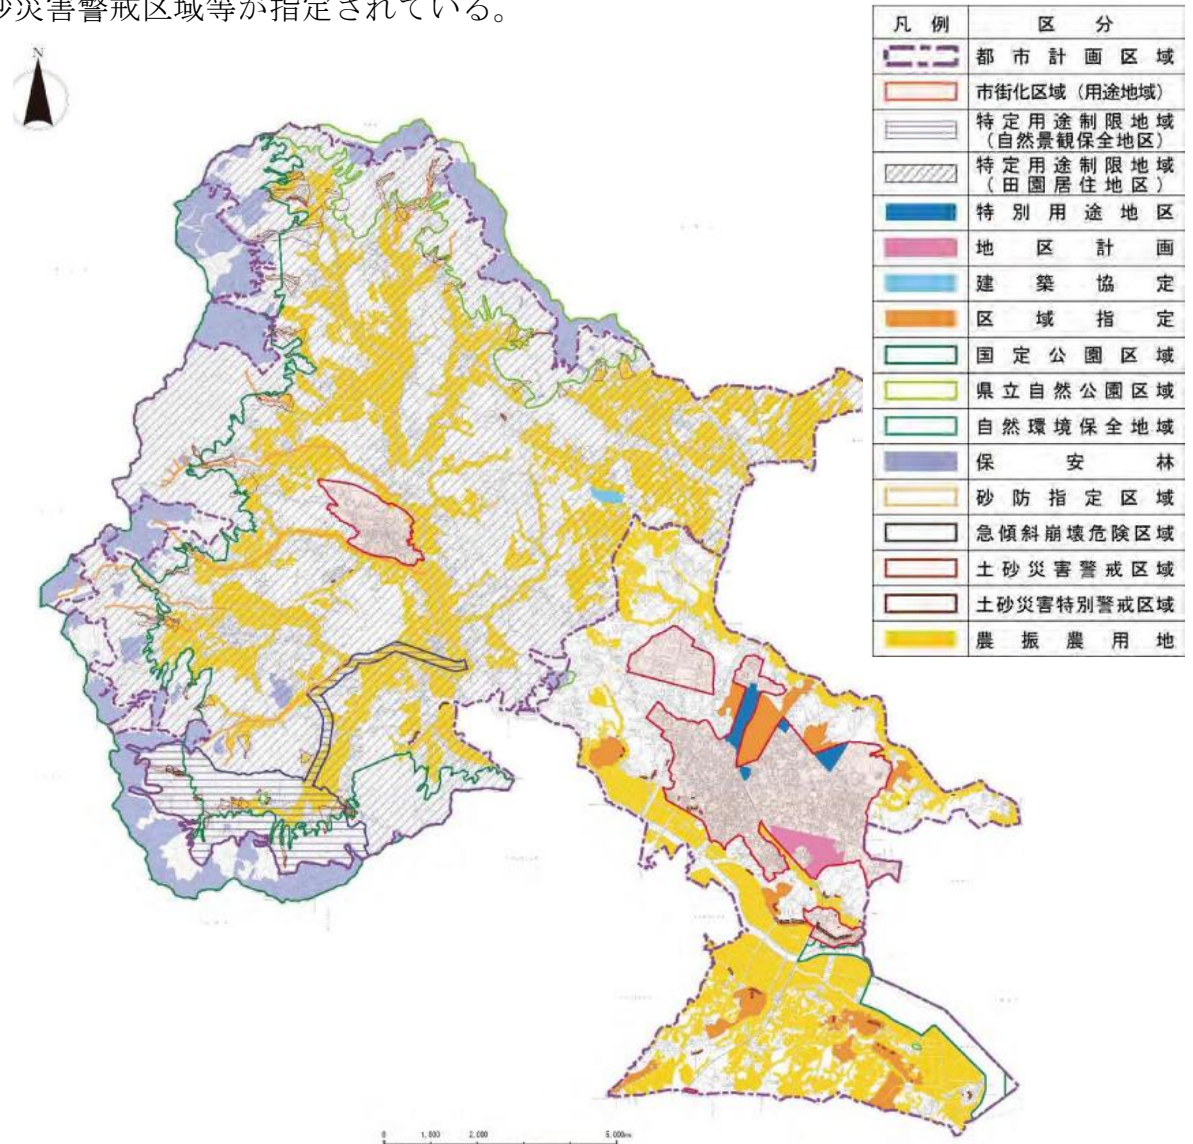 砂災害警戒区域等が指定されている。
N
凡例 区分
都市計画区域
市街化区域（用途地域）
特定用途制限地域
（自然景観保全地区）
特定用途制限地域
（田園居住地区）
特別用途地区
地区計画
建築協定
区域指定
国定公園区域
県立自然公園区域
自然環境保全地域
保安林
砂防指定区域
急傾斜崩壊危険区域
土砂災害警戒区域
土砂災害特別警戒区域
農振農用地
0 1,000 2,000 5,000m